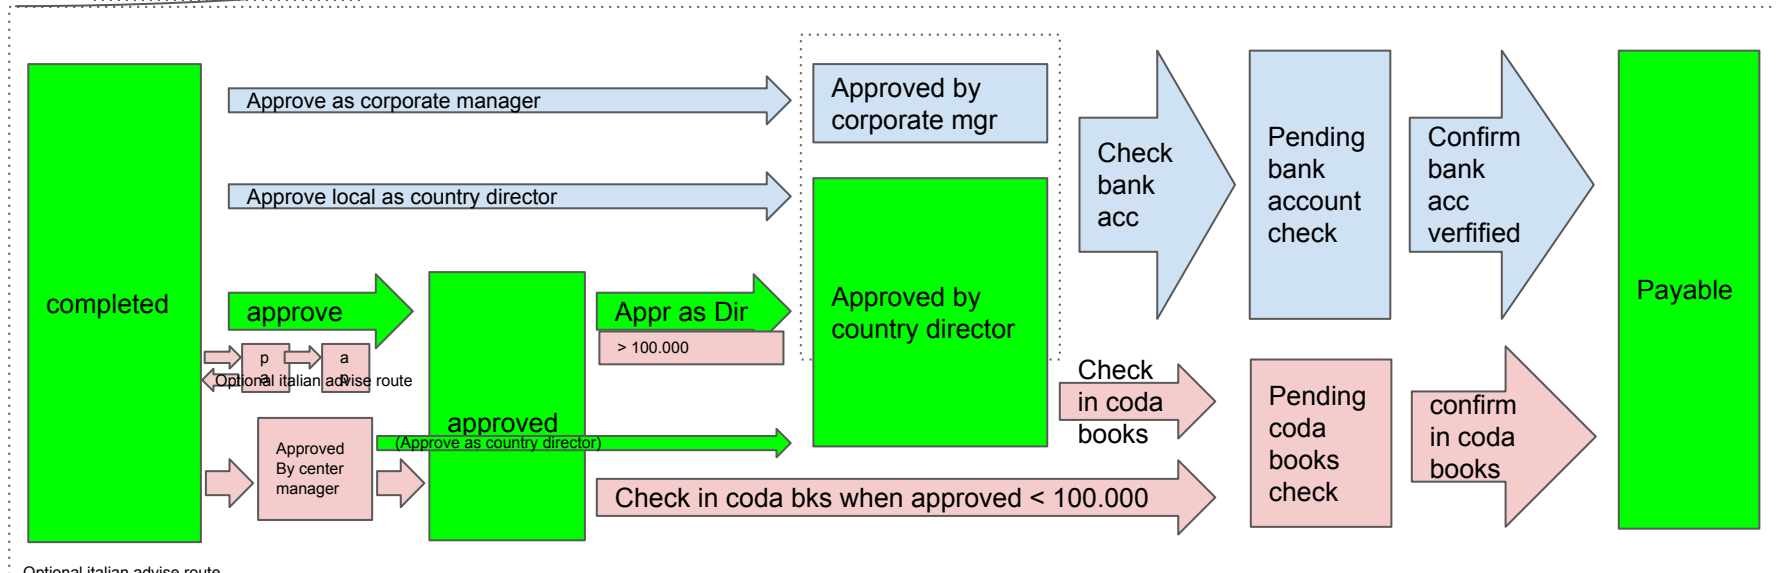 Approve as corporate manager
Approved by
corporate mgr
Check
bank
acc
Pending
bank
account
check
Confirm
bank
acc
verfified
Approve local as country director
completed
approve
Appr as Dir
> 100.000
Approved by
country director
Payable
p
a
a
p
Optional italian advise route
approved
(Approve as country director)
Approved
By center
manager
Check
in coda
books
Check in coda bks when approved < 100.000
Pending
coda
books
check
confirm
in coda
books
Optional italian advise route